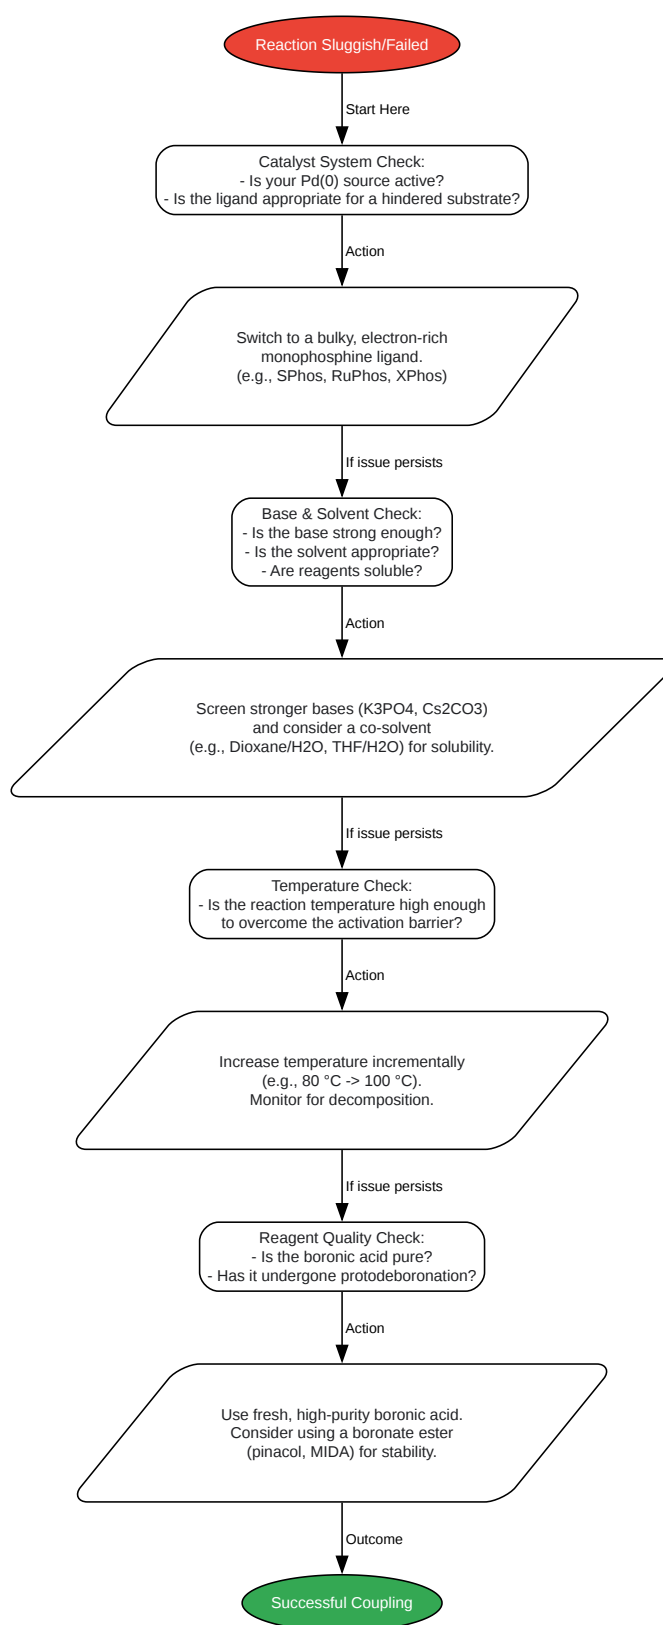 Reaction Sluggish/Failed
Start Here
Catalyst System Check:
- Is your Pd(0) source active?
- Is the ligand appropriate for a hindered substrate?
Action
Switch to a bulky, electron-rich
monophosphine ligand.
(e.g., SPhos, RuPhos, XPhos)
If issue persists
Base & Solvent Check:
- Is the base strong enough?
- Is the solvent appropriate?
- Are reagents soluble?
Action
Screen stronger bases (K3PO4, Cs2CO3)
and consider a co-solvent
(e.g., Dioxane/H2O, THF/H2O) for solubility.
If issue persists
Temperature Check:
- Is the reaction temperature high enough
to overcome the activation barrier?
Action
Increase temperature incrementally
(e.g., 80 °C -> 100 °C).
Monitor for decomposition.
If issue persists
Reagent Quality Check:
- Is the boronic acid pure?
- Has it undergone protodeboronation?
Action
Use fresh, high-purity boronic acid.
Consider using a boronate ester
(pinacol, MIDA) for stability.
Outcome
Successful Coupling